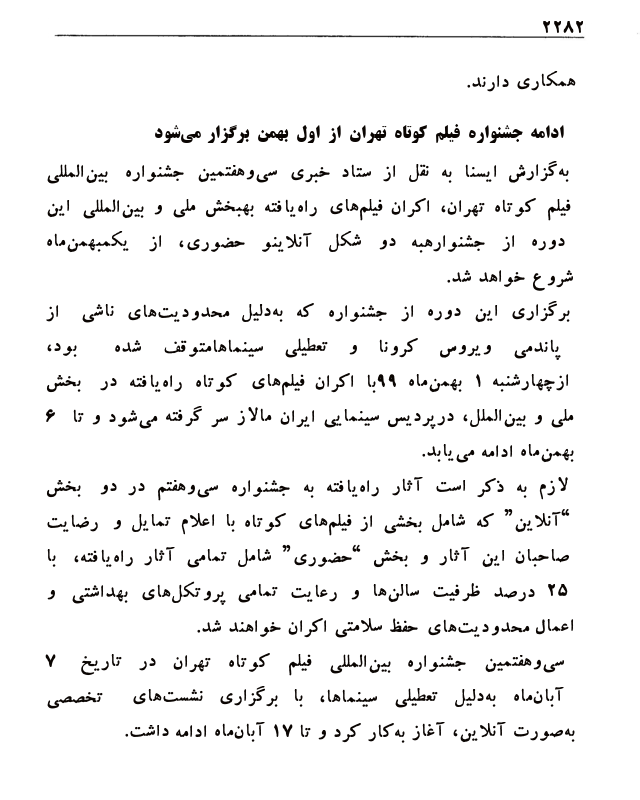 ۲۲۸۲
همکاری دارند.
ادامه جشنواره فیلم کوتاه تهران از اول بهمن برگزار می‌شود
به‌گزارش ایسنا به نقل از ستاد خبری سی‌وهفتمین جشنواره بین‌المللی
فیلم کوتاه تهران، اکران فیلم‌های راه‌یافته بهبخش ملی و بین‌المللی این
دوره از جشنوارهبه دو شکل آنلاینو حضوری، از یکمبهمن‌ماه
شروع خواهد شد.
برگزاری این دوره از جشنواره که به‌دلیل محدودیت‌های ناشی از
پاندمی ویروس کرونا و تعطیلی سینماهامتوقف شده بود،
ازچهارشنبه ۱ بهمن‌ماه ۹۹با اکران فیلم‌های کوتاه راه‌یافته در بخش
ملی و بین‌الملل، درپردیس سینمایی ایران مالاز سر گرفته می‌شود و تا ۶
بهمن‌ماه ادامه می‌یابد.
لازم به ذکر است آثار راه‌یافته به جشنواره سی‌وهفتم در دو بخش
“آنلاین” که شامل بخشی از فیلم‌های کوتاه با اعلام تمایل و رضایت
صاحبان این آثار و بخش “حضوری” شامل تمامی آثار راه‌یافته، با
۲۵ درصد ظرفیت سالن‌ها و رعایت تمامی پروتکل‌های بهداشتی و
اعمال محدودیت‌های حفظ سلامتی اکران خواهند شد.
سی‌وهفتمین جشنواره بین‌المللی فیلم کوتاه تهران در تاریخ ۷
آبان‌ماه به‌دلیل تعطیلی سینماها، با برگزاری نشست‌های تخصصی
به‌صورت آنلاین، آغاز به‌کار کرد و تا ۱۷ آبان‌ماه ادامه داشت.